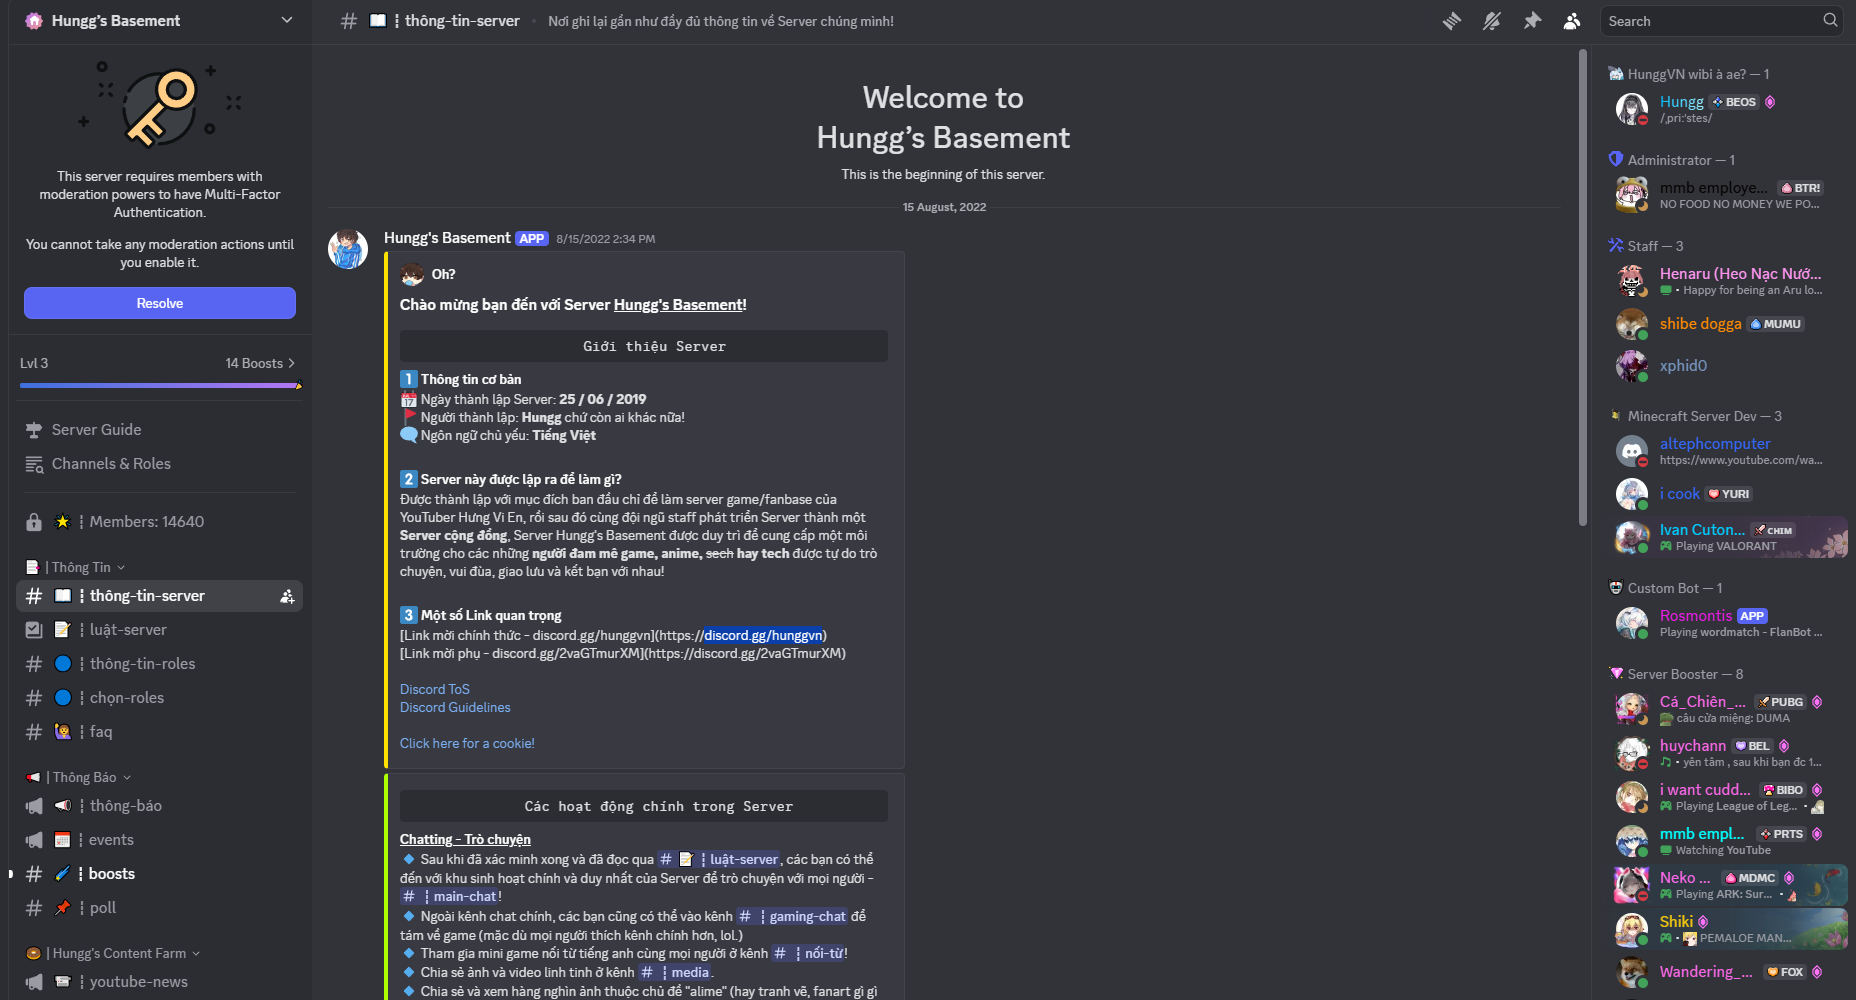 Hungg's Basement
This server requires members with
moderation powers to have Multi-Factor
Authentication.
You cannot take any moderation actions until
you enable it.
Resolve
Lvl 3
14 Boosts
Server Guide
Channels & Roles
Members: 14640
| Thông Tin
thông-tin-server
luật-server
thông-tin-roles
chọn-roles
faq
| Thông Báo
thông-báo
events
boosts
poll
| Hungg's Content Farm
youtube-news
# ¦ thông-tin-server
Nơi ghi lại gần như đầy đủ thông tin về Server chúng mình!
Search
Welcome to
Hungg's Basement
This is the beginning of this server.
15 August, 2022
Hungg's Basement APP 8/15/2022 2:34 PM
Oh?
Chào mừng bạn đến với Server Hungg's Basement!
Giới thiệu Server
1 Thông tin cơ bản
Ngày thành lập Server: 25 / 06 / 2019
Người thành lập: Hungg chứ còn ai khác nữa!
Ngôn ngữ chủ yếu: Tiếng Việt
2 Server này được lập ra để làm gì?
Được thành lập với mục đích ban đầu chỉ để làm server game/fanbase của
YouTuber Hưng Vi En, rồi sau đó cùng đội ngũ staff phát triển Server thành một
Server cộng đồng, Server Hungg's Basement được duy trì để cung cấp một môi
trường cho các những người đam mê game, anime, sech hay tech được tự do trò
chuyện, vui đùa, giao lưu và kết bạn với nhau!
3 Một số Link quan trọng
[Link mời chính thức - discord.gg/hunggvn](https://discord.gg/hunggvn)
[Link mời phụ - discord.gg/2vaGTmurXM](https://discord.gg/2vaGTmurXM)
Discord ToS
Discord Guidelines
Click here for a cookie!
Các hoạt động chính trong Server
Chatting - Trò chuyện
Sau khi đã xác minh xong và đã đọc qua # ¦ luật-server, các bạn có thể
đến với khu sinh hoạt chính và duy nhất của Server để trò chuyện với mọi người -
# ¦ main-chat!
Ngoài kênh chat chính, các bạn cũng có thể vào kênh # ¦ gaming-chat để
tám về game (mặc dù mọi người thích kênh chính hơn, lol.)
Tham gia mini game nối từ tiếng anh cùng mọi người ở kênh # ¦ nối-từ!
Chia sẻ ảnh và video linh tinh ở kênh # ¦ media.
Chia sẻ và xem hàng nghìn ảnh thuộc chủ đề "alime" (hay tranh vẽ, fanart gì gì
HunggVN wibi à ae? — 1
Hungg BEOS
/ˌpriːˈstes/
Administrator — 1
mmb employe... BTR!
NO FOOD NO MONEY WE PO...
Staff — 3
Henaru (Heo Nạc Nướ...
• Happy for being an Aru lo...
shibe dogga MUMU
xphid0
Minecraft Server Dev — 3
altephcomputer
https://www.youtube.com/wa...
i cook YURI
Ivan Cuton... CHIM
Playing VALORANT
Custom Bot — 1
Rosmontis APP
Playing wordmatch - FlanBot ...
Server Booster — 8
Cá_Chiên_... PUBG
câu cửa miệng: DUMA
huychann BEL
• yên tâm , sau khi bạn đc 1...
i want cudd... BIBO
Playing League of Leg... •
mmb empl... PRTS
Watching YouTube
Neko ... MDMC
Playing ARK: Sur... •
Shiki
• PEMALOE MAN...
Wandering_... FOX